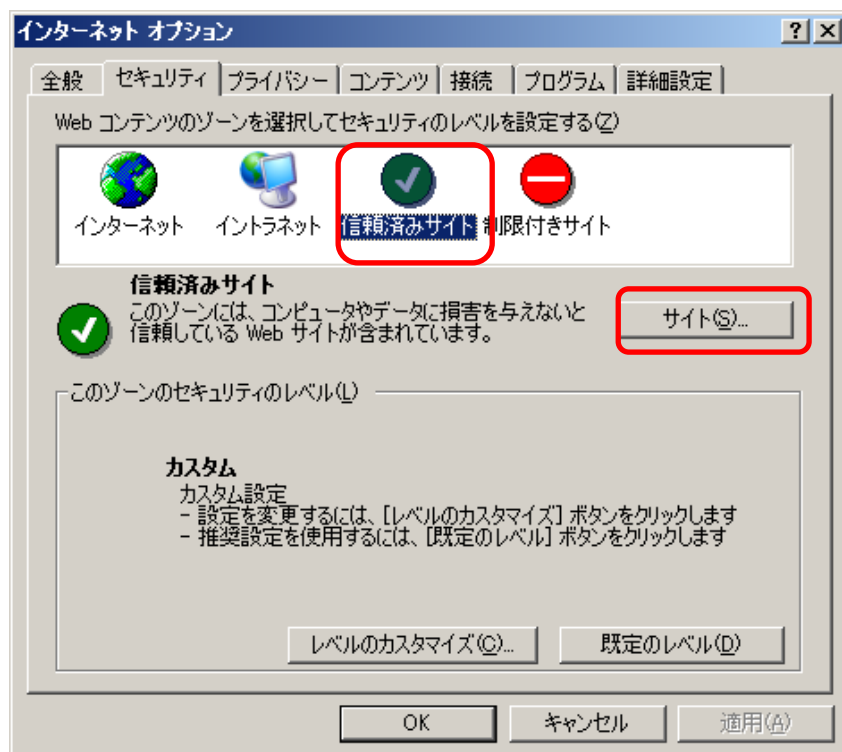 インターネット オプション
全般 セキュリティ プライバシー コンテンツ 接続 プログラム 詳細設定
Web コンテンツのゾーンを選択してセキュリティのレベルを設定する(Z)
インターネット イントラネット 信頼済みサイト 制限付きサイト
信頼済みサイト
このゾーンには、コンピュータやデータに損害を与えないと
信頼している Web サイトが含まれています。
サイト(S)...
このゾーンのセキュリティのレベル(L)
カスタム
カスタム設定
- 設定を変更するには、[レベルのカスタマイズ] ボタンをクリックします
- 推奨設定を使用するには、[既定のレベル] ボタンをクリックします
レベルのカスタマイズ(C)... 既定のレベル(D)
OK キャンセル 適用(A)